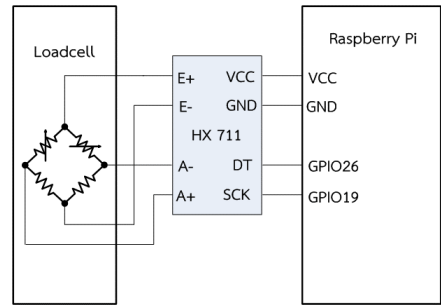 Loadcell
E+
E-
A-
A+
VCC
GND
HX 711
DT
SCK
Raspberry Pi
VCC
GND
GPIO26
GPIO19